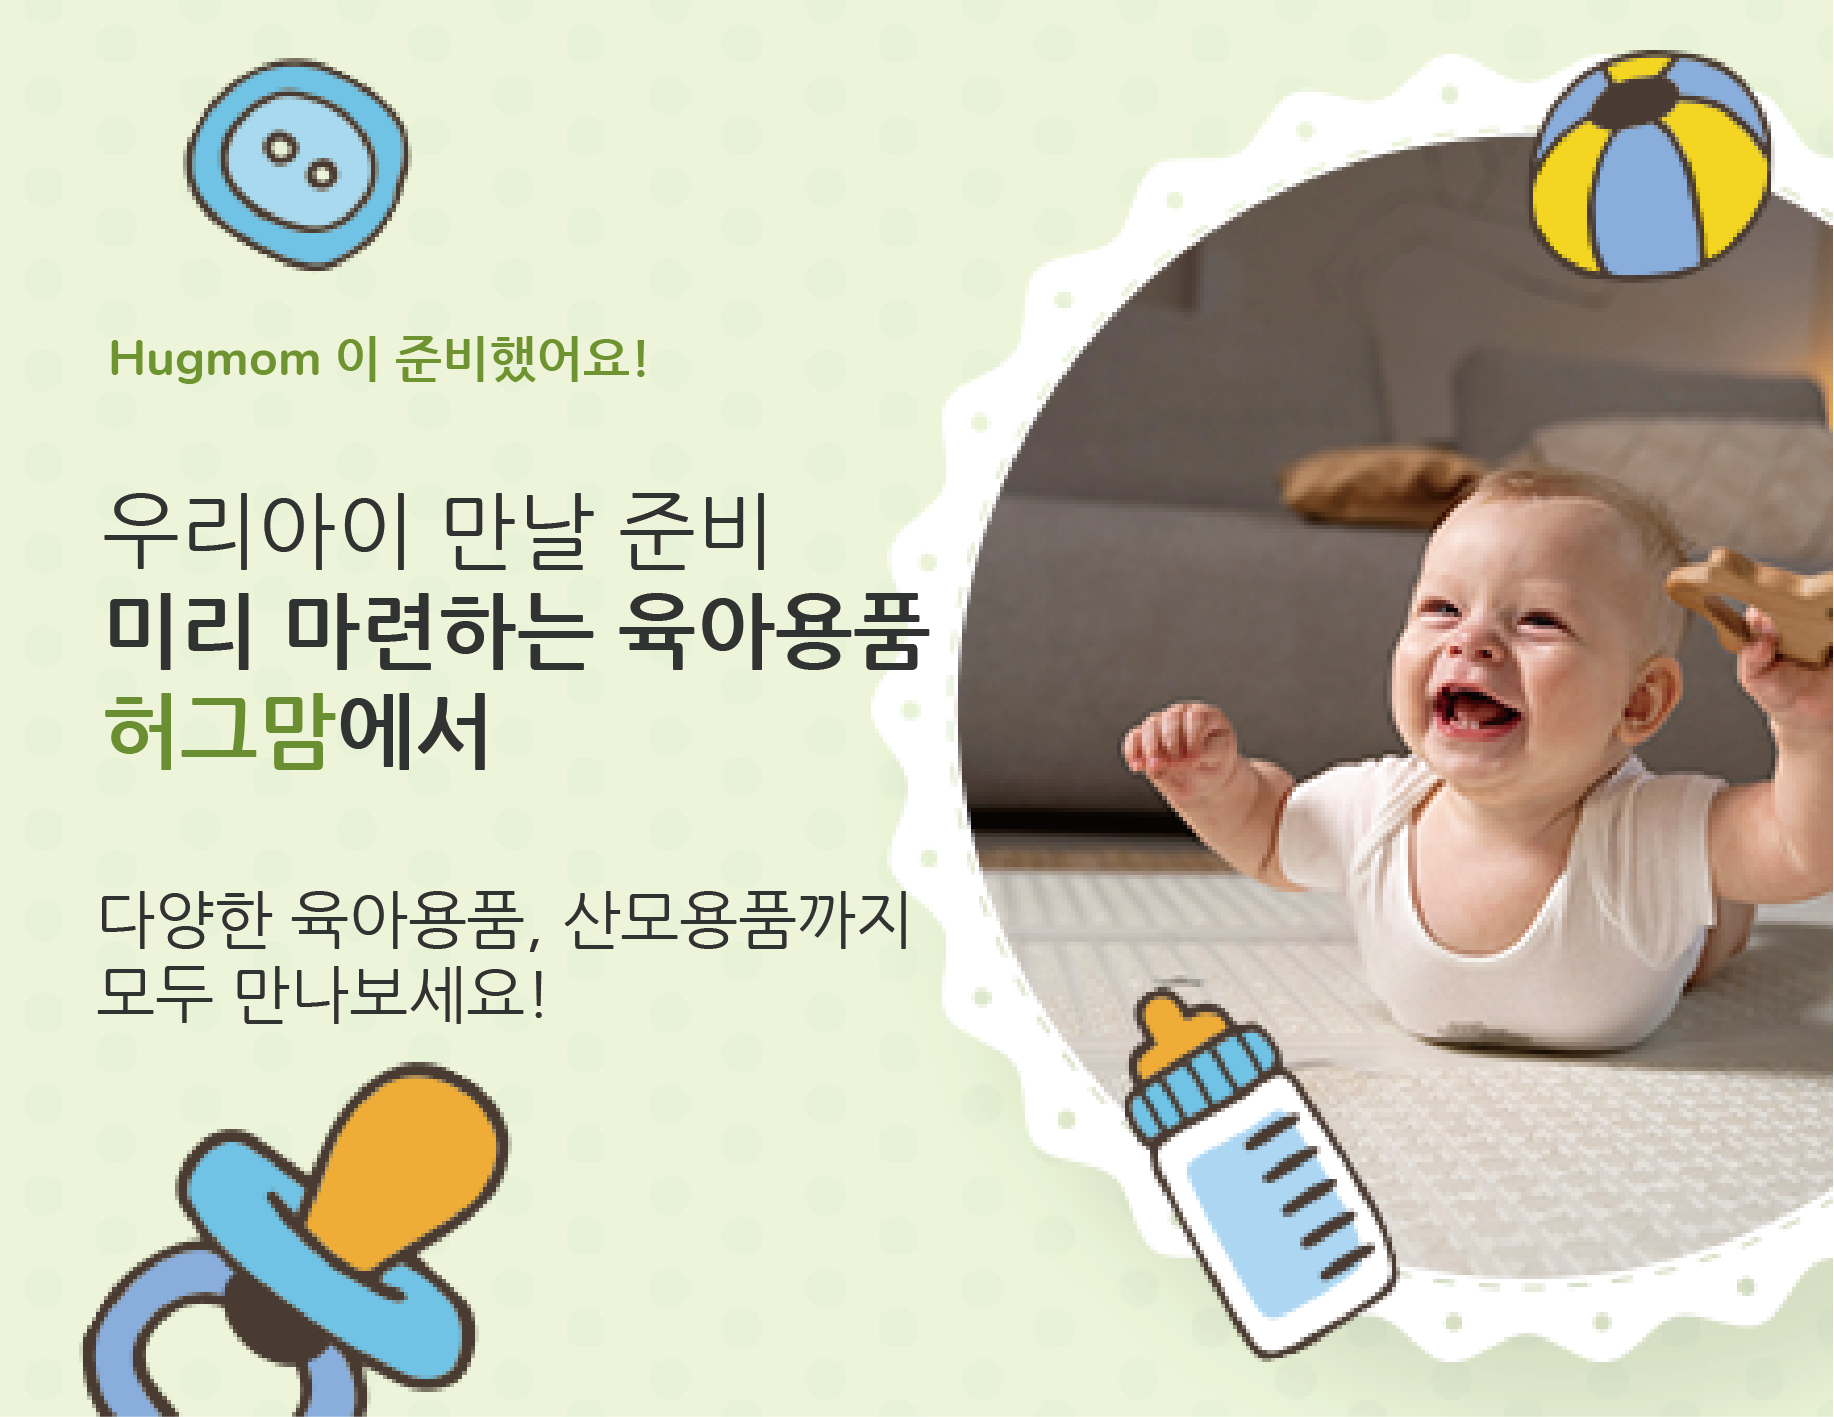 Hugmom 이 준비했어요!
우리아이 만날 준비
미리 마련하는 육아용품
허그맘에서
다양한 육아용품, 산모용품까지
모두 만나보세요!